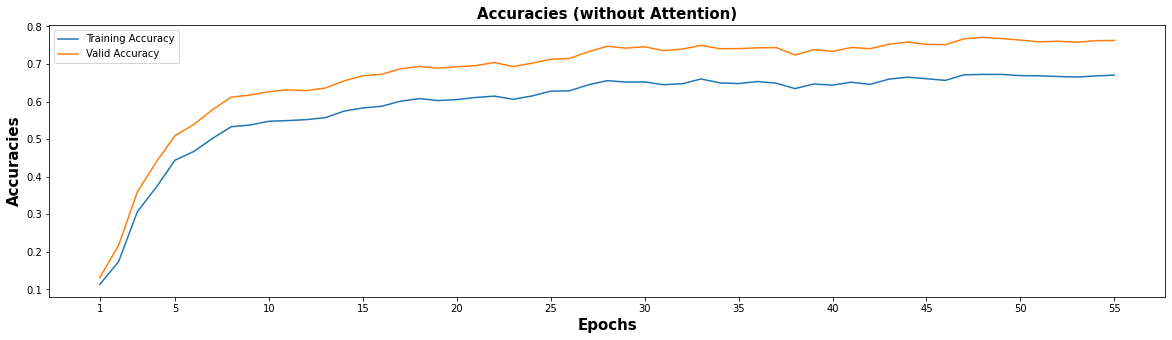 Accuracies (without Attention)
Training Accuracy
Valid Accuracy
Accuracies
0.8
0.7
0.6
0.5
0.4
0.3
0.2
0.1
1 5 10 15 20 25 30 35 40 45 50 55
Epochs